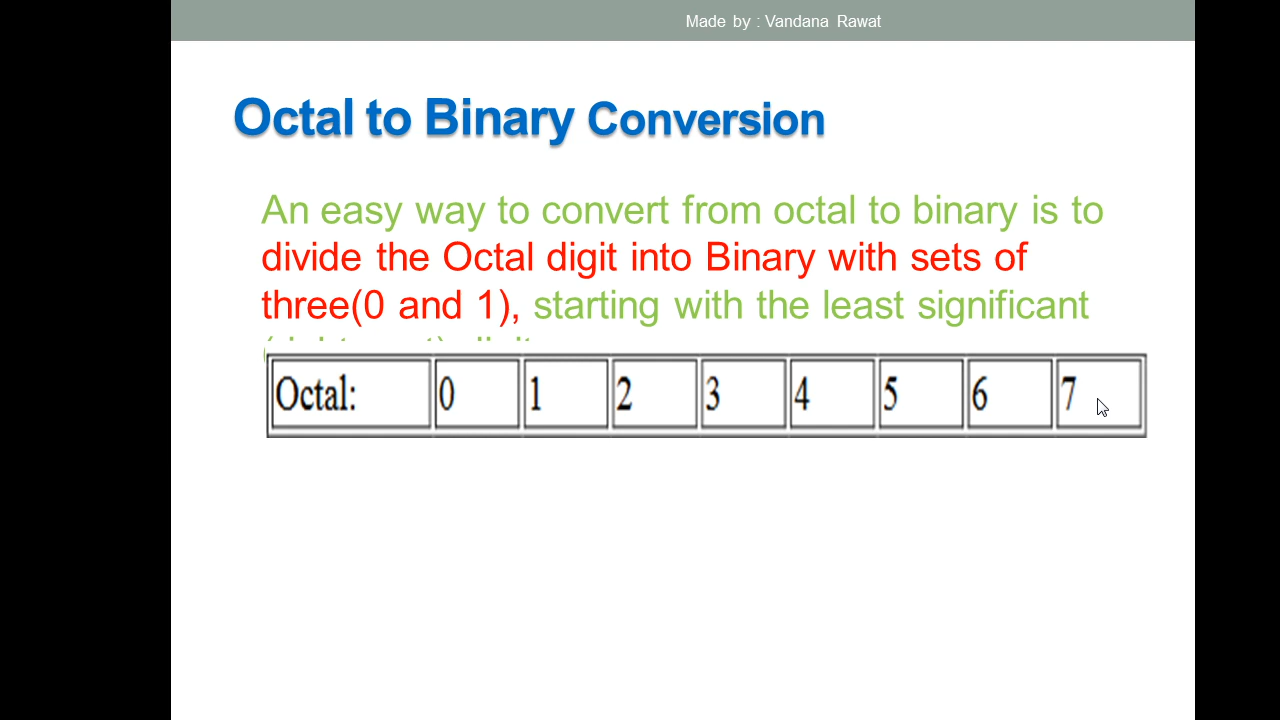 Made by : Vandana Rawat
Octal to Binary Conversion
An easy way to convert from octal to binary is to
divide the Octal digit into Binary with sets of
three(0 and 1), starting with the least significant
Octal: 0 1 2 3 4 5 6 7